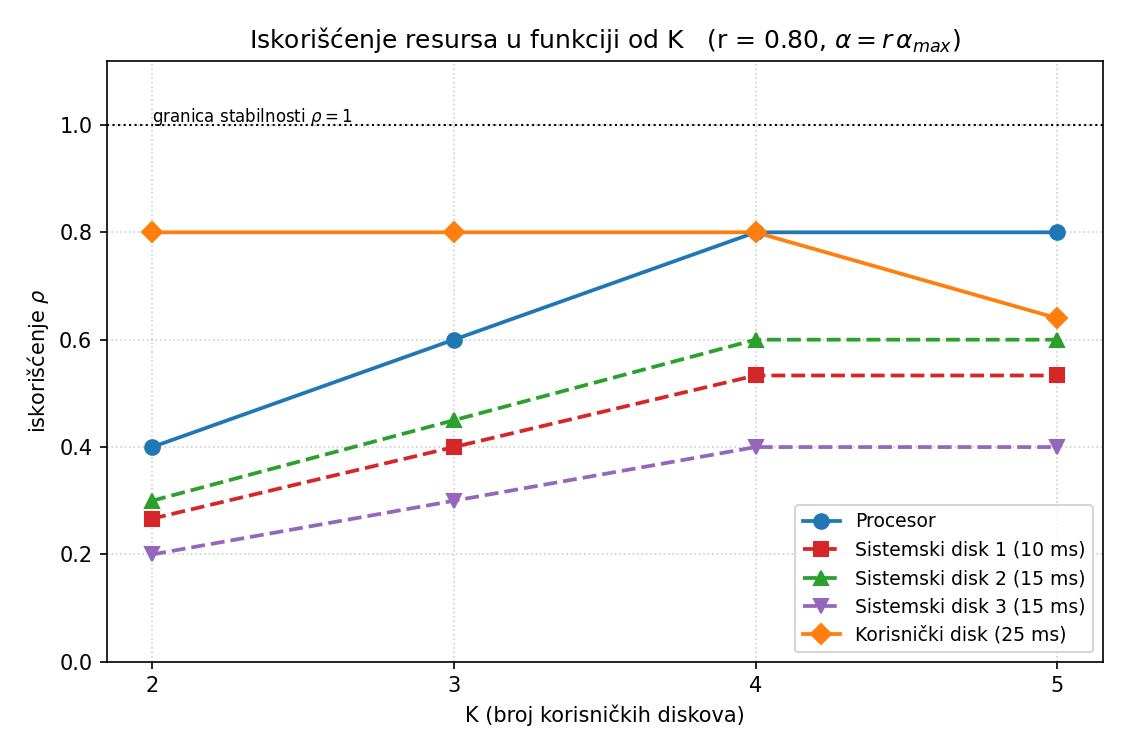 Iskorišćenje resursa u funkciji od K (r = 0.80, α = r α_max)
granica stabilnosti ρ = 1
1.0
0.8
0.6
0.4
0.2
0.0
iskorišćenje ρ
2 3 4 5
K (broj korisničkih diskova)
Procesor
Sistemski disk 1 (10 ms)
Sistemski disk 2 (15 ms)
Sistemski disk 3 (15 ms)
Korisnički disk (25 ms)